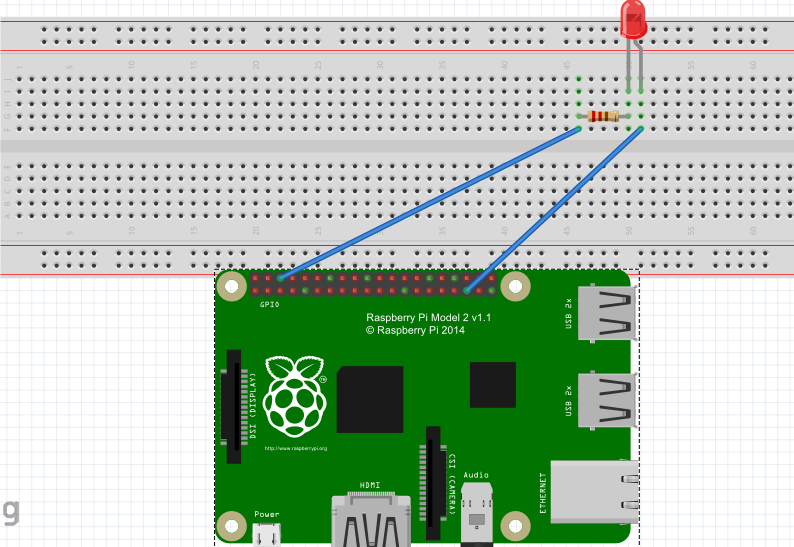 1 5 10 15 20 25 30 35 40 45 50 55 60
J
I
H
G
F
E
D
C
B
A
1 5 10 15 20 25 30 35 40 45 50 55 60
GPIO
Raspberry Pi Model 2 v1.1
© Raspberry Pi 2014
USB 2x
DSI (DISPLAY)
TM
http://www.raspberrypi.org
USB 2x
CSI (CAMERA)
Audio
ETHERNET
HDMI
g
Power